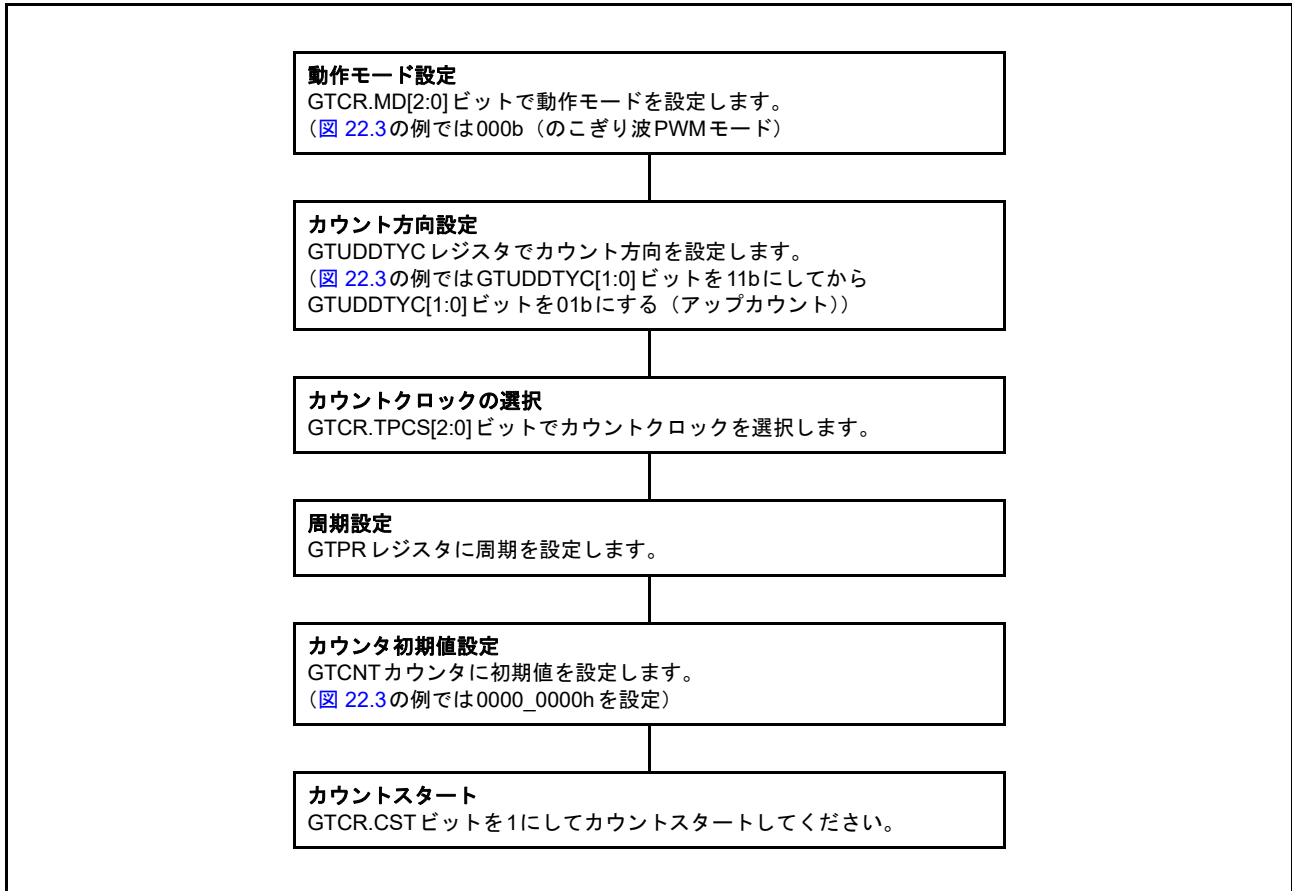 動作モード設定
GTCR.MD[2:0]ビットで動作モードを設定します。
（図 22.3の例では000b（のこぎり波PWMモード）
カウント方向設定
GTUDDTYCレジスタでカウント方向を設定します。
（図 22.3の例ではGTUDDTYC[1:0]ビットを11bにしてから
GTUDDTYC[1:0]ビットを01bにする（アップカウント））
カウントクロックの選択
GTCR.TPCS[2:0]ビットでカウントクロックを選択します。
周期設定
GTPRレジスタに周期を設定します。
カウンタ初期値設定
GTCNTカウンタに初期値を設定します。
（図 22.3の例では0000_0000hを設定）
カウントスタート
GTCR.CSTビットを1にしてカウントスタートしてください。